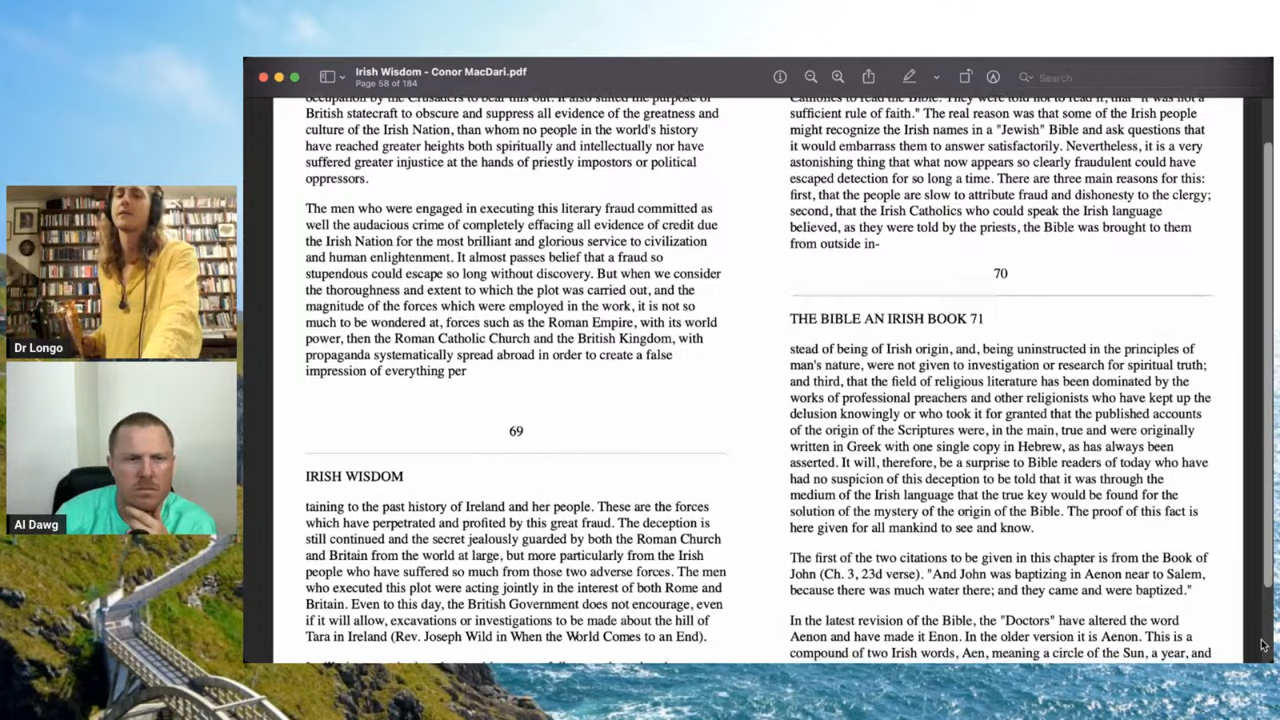 Irish Wisdom - Conor MacDari.pdf
Page 58 of 184
Search
occupation by the Crusaders to bear this out. It also suited the purpose of
British statecraft to obscure and suppress all evidence of the greatness and
culture of the Irish Nation, than whom no people in the world's history
have reached greater heights both spiritually and intellectually nor have
suffered greater injustice at the hands of priestly impostors or political
oppressors.
The men who were engaged in executing this literary fraud committed as
well the audacious crime of completely effacing all evidence of credit due
the Irish Nation for the most brilliant and glorious service to civilization
and human enlightenment. It almost passes belief that a fraud so
stupendous could escape so long without discovery. But when we consider
the thoroughness and extent to which the plot was carried out, and the
magnitude of the forces which were employed in the work, it is not so
much to be wondered at, forces such as the Roman Empire, with its world
power, then the Roman Catholic Church and the British Kingdom, with
propaganda systematically spread abroad in order to create a false
impression of everything per
69
IRISH WISDOM
taining to the past history of Ireland and her people. These are the forces
which have perpetrated and profited by this great fraud. The deception is
still continued and the secret jealously guarded by both the Roman Church
and Britain from the world at large, but more particularly from the Irish
people who have suffered so much from those two adverse forces. The men
who executed this plot were acting jointly in the interest of both Rome and
Britain. Even to this day, the British Government does not encourage, even
if it will allow, excavations or investigations to be made about the hill of
Tara in Ireland (Rev. Joseph Wild in When the World Comes to an End).
Catholics to read the Bible. They were told not to read it, that "it was not a
sufficient rule of faith." The real reason was that some of the Irish people
might recognize the Irish names in a "Jewish" Bible and ask questions that
it would embarrass them to answer satisfactorily. Nevertheless, it is a very
astonishing thing that what now appears so clearly fraudulent could have
escaped detection for so long a time. There are three main reasons for this:
first, that the people are slow to attribute fraud and dishonesty to the clergy;
second, that the Irish Catholics who could speak the Irish language
believed, as they were told by the priests, the Bible was brought to them
from outside in-
70
THE BIBLE AN IRISH BOOK 71
stead of being of Irish origin, and, being uninstructed in the principles of
man's nature, were not given to investigation or research for spiritual truth;
and third, that the field of religious literature has been dominated by the
works of professional preachers and other religionists who have kept up the
delusion knowingly or who took it for granted that the published accounts
of the origin of the Scriptures were, in the main, true and were originally
written in Greek with one single copy in Hebrew, as has always been
asserted. It will, therefore, be a surprise to Bible readers of today who have
had no suspicion of this deception to be told that it was through the
medium of the Irish language that the true key would be found for the
solution of the mystery of the origin of the Bible. The proof of this fact is
here given for all mankind to see and know.
The first of the two citations to be given in this chapter is from the Book of
John (Ch. 3, 23d verse). "And John was baptizing in Aenon near to Salem,
because there was much water there; and they came and were baptized."
In the latest revision of the Bible, the "Doctors" have altered the word
Aenon and have made it Enon. In the older version it is Aenon. This is a
compound of two Irish words, Aen, meaning a circle of the Sun, a year, and
Dr Longo
Al Dawg